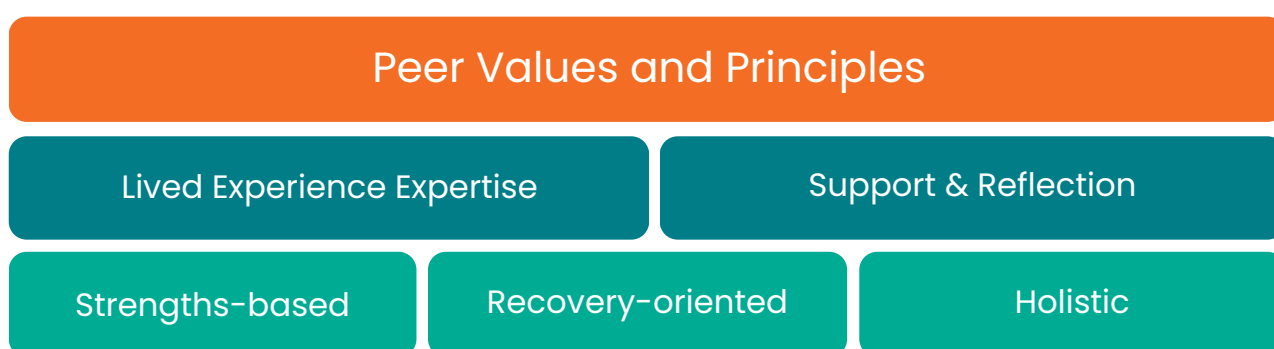 Peer Values and Principles
Lived Experience Expertise
Support & Reflection
Strengths-based
Recovery-oriented
Holistic